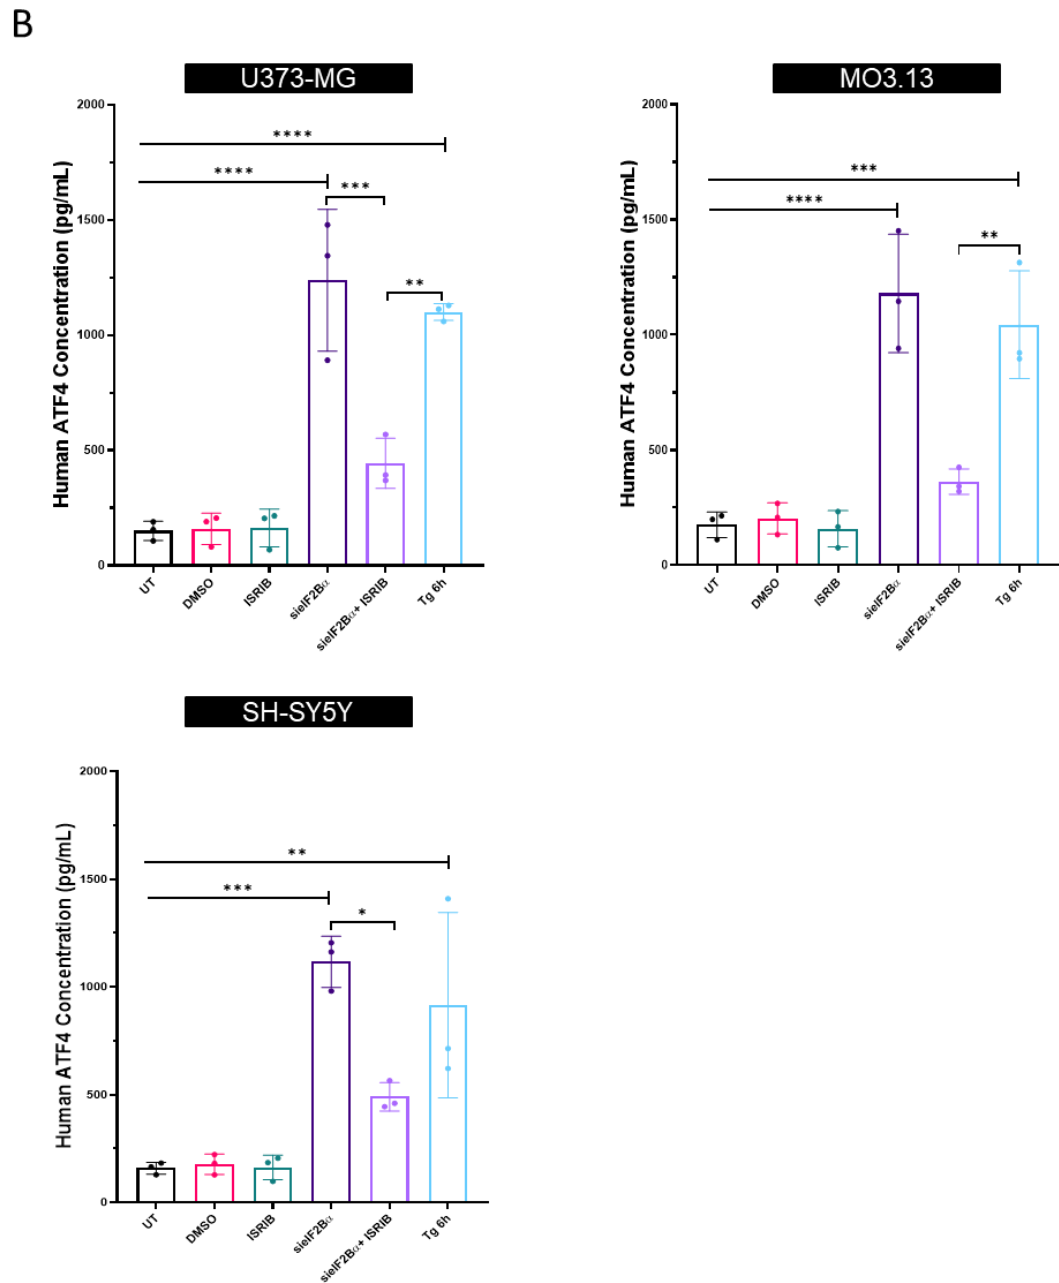 B
U373-MG
Human ATF4 Concentration (pg/mL)
2000
1500
1000
500
0
****
****
***
**
UT
DMSO
ISRIB
sieIF2Bα
sieIF2Bα+ ISRIB
Tg 6h
MO3.13
Human ATF4 Concentration (pg/mL)
2000
1500
1000
500
0
***
****
**
UT
DMSO
ISRIB
sieIF2Bα
sieIF2Bα+ ISRIB
Tg 6h
SH-SY5Y
Human ATF4 Concentration (pg/mL)
2000
1500
1000
500
0
**
***
*
UT
DMSO
ISRIB
sieIF2Bα
sieIF2Bα+ ISRIB
Tg 6h